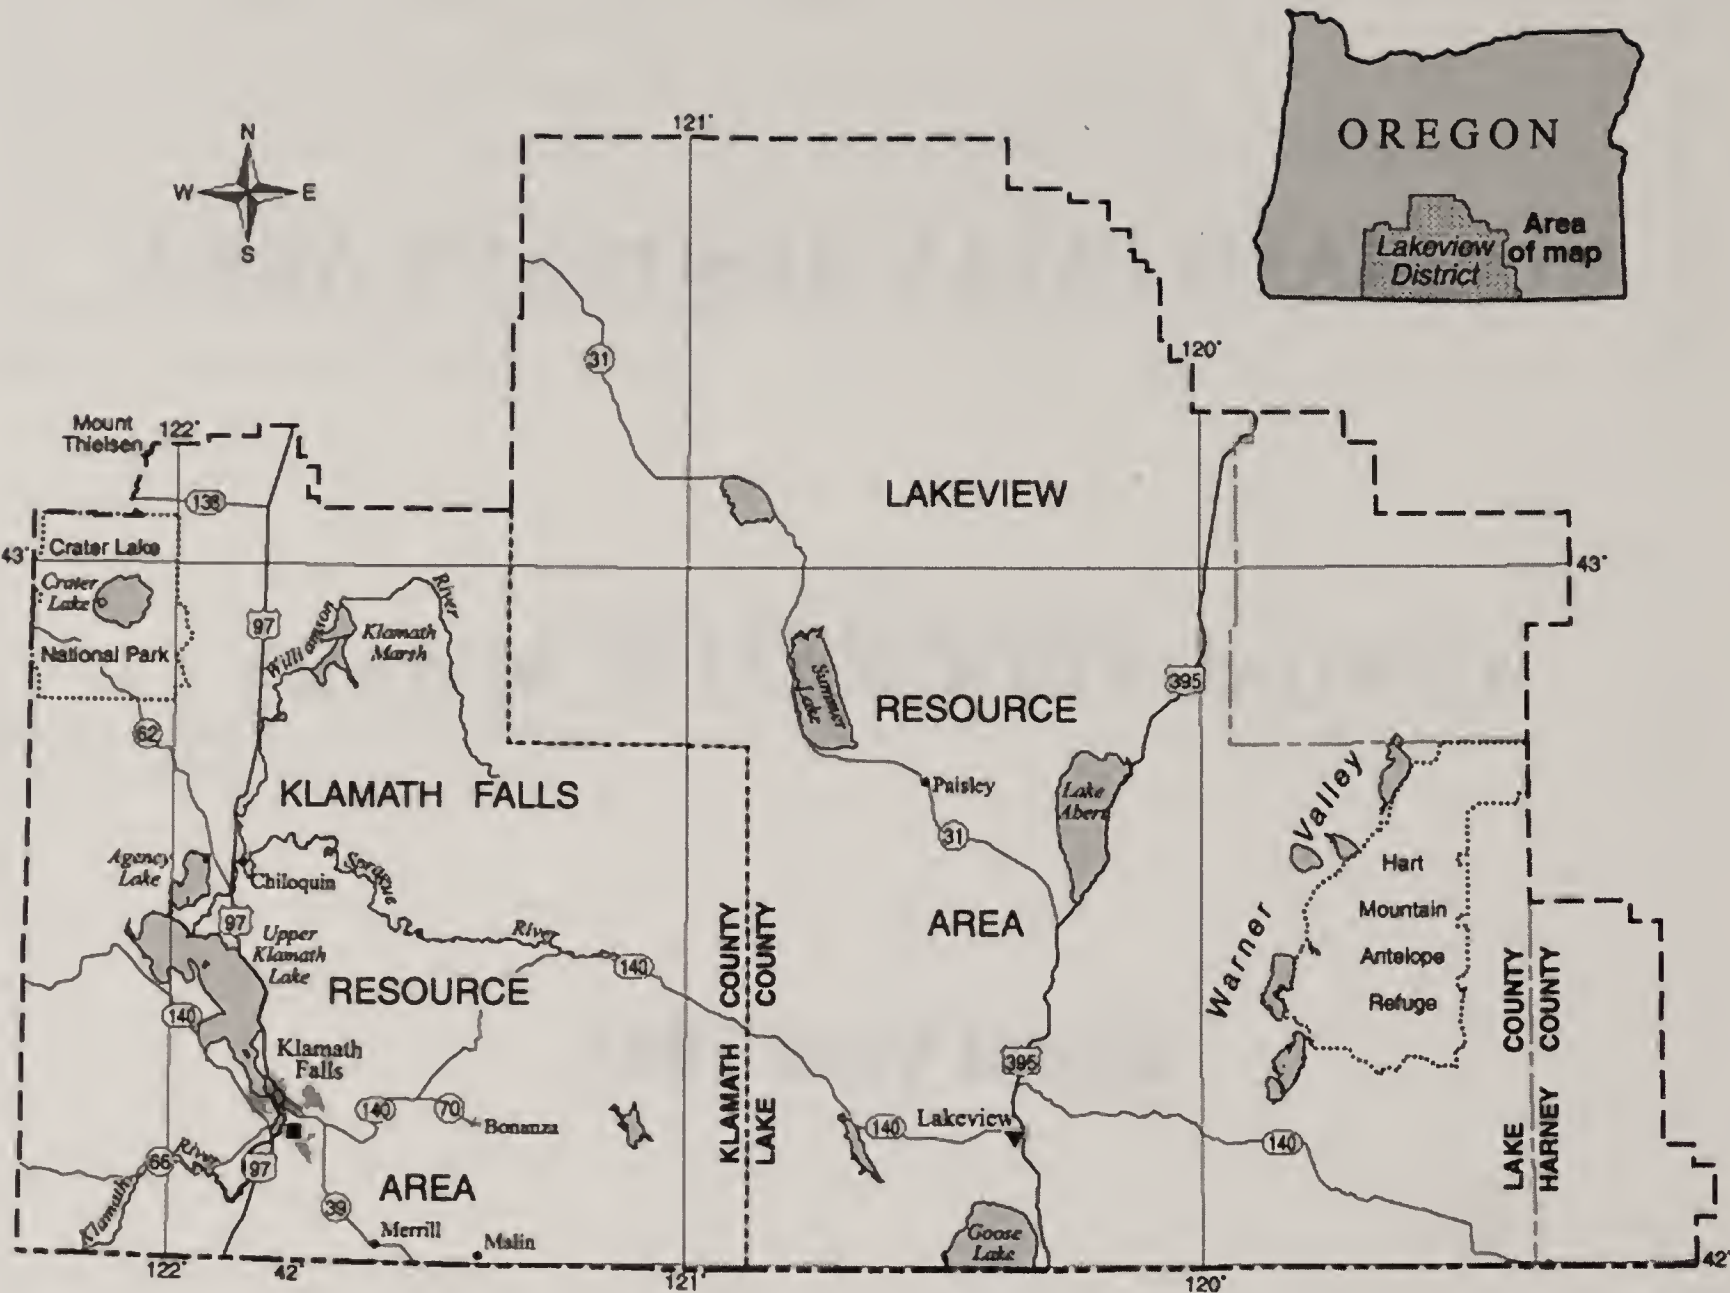 OREGON
Lakeview
District
Area
of map
N
W
E
S
121°
31
120°
Mount
Thielsen
122°
138
LAKEVIEW
43°
Crater Lake
43°
Crater
Lake
97
Williamson
River
Klamath
Marsh
National Park
Summer
Lake
395
RESOURCE
62
KLAMATH FALLS
Paisley
Lake
Abert
31
Warner Valley
Agency
Lake
Chiloquin
Sprague
River
Hart
Mountain
Antelope
Refuge
97
Upper
Klamath
Lake
AREA
140
RESOURCE
KLAMATH COUNTY
LAKE COUNTY
LAKE COUNTY
HARNEY COUNTY
140
Klamath
Falls
395
140
70
Bonanza
140
Lakeview
140
66
River
Klamath
97
AREA
39
Merrill
Malin
Goose
Lake
122°
42°
121°
120°
42°